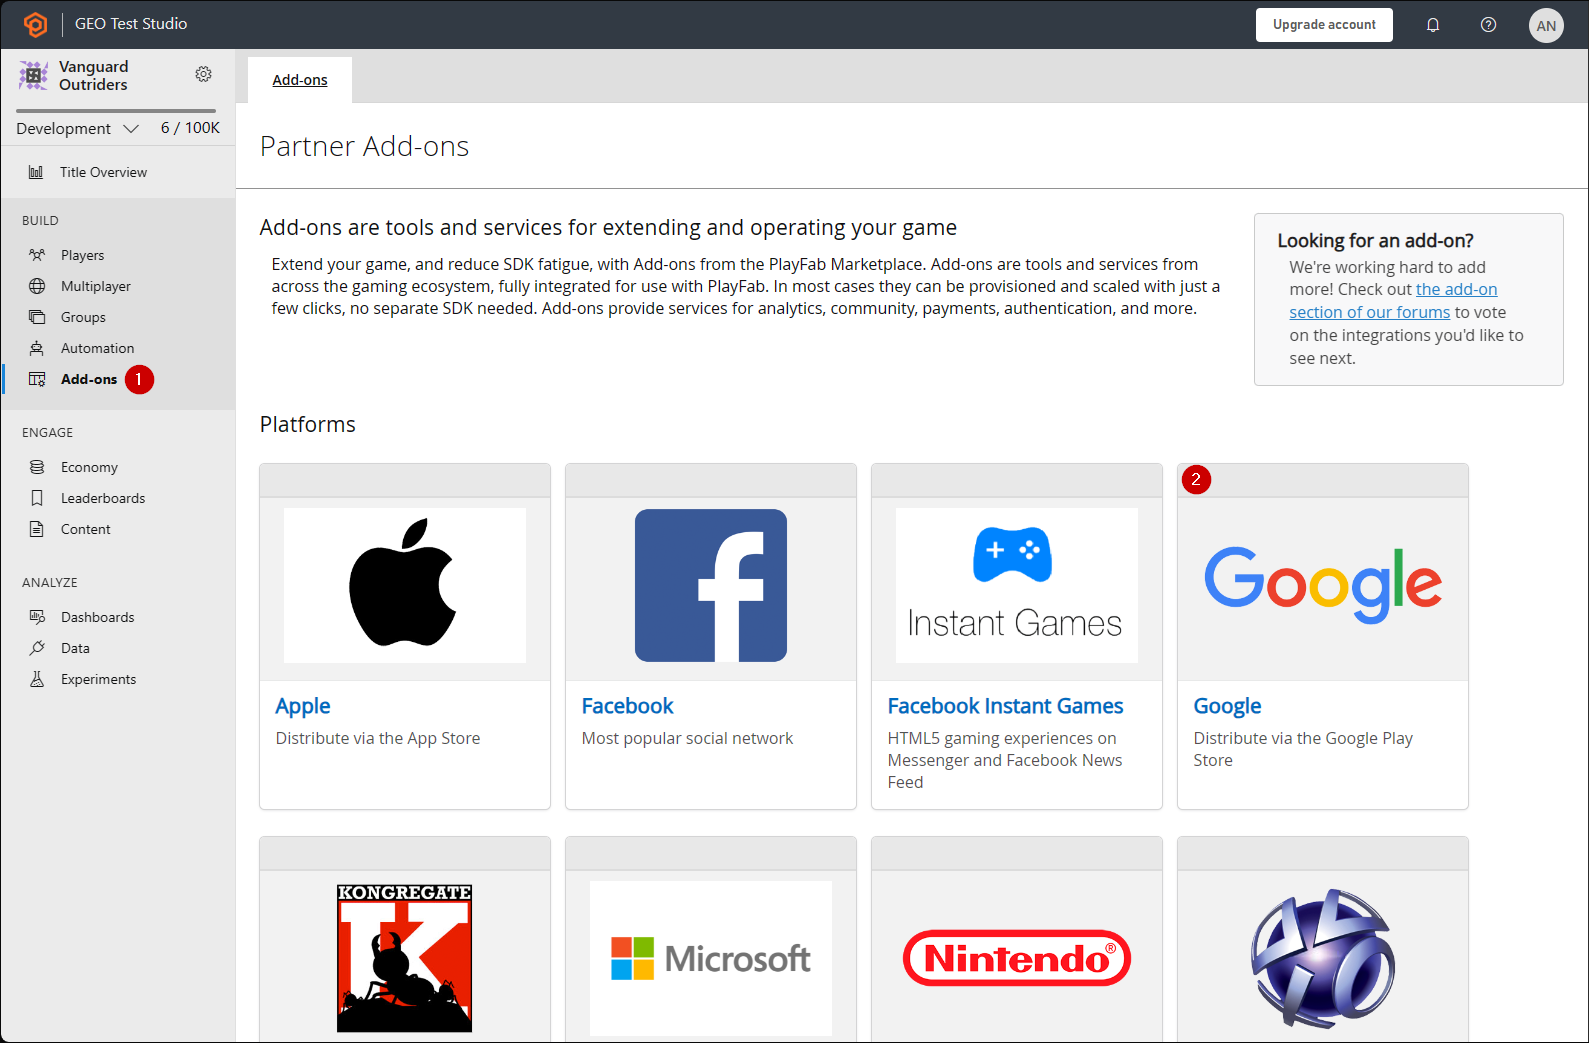 GEO Test Studio
Upgrade account
AN
Vanguard
Outriders
Development
6 / 100K
Title Overview
BUILD
Players
Multiplayer
Groups
Automation
Add-ons
1
ENGAGE
Economy
Leaderboards
Content
ANALYZE
Dashboards
Data
Experiments
Add-ons
Partner Add-ons
Add-ons are tools and services for extending and operating your game
Extend your game, and reduce SDK fatigue, with Add-ons from the PlayFab Marketplace. Add-ons are tools and services from
across the gaming ecosystem, fully integrated for use with PlayFab. In most cases they can be provisioned and scaled with just a
few clicks, no separate SDK needed. Add-ons provide services for analytics, community, payments, authentication, and more.
Looking for an add-on?
We're working hard to add
more! Check out the add-on
section of our forums to vote
on the integrations you'd like to
see next.
Platforms
Apple
Distribute via the App Store
f
Facebook
Most popular social network
Instant Games
Facebook Instant Games
HTML5 gaming experiences on
Messenger and Facebook News
Feed
2
Google
Google
Distribute via the Google Play
Store
KONGREGATE
K
Microsoft
Nintendo®